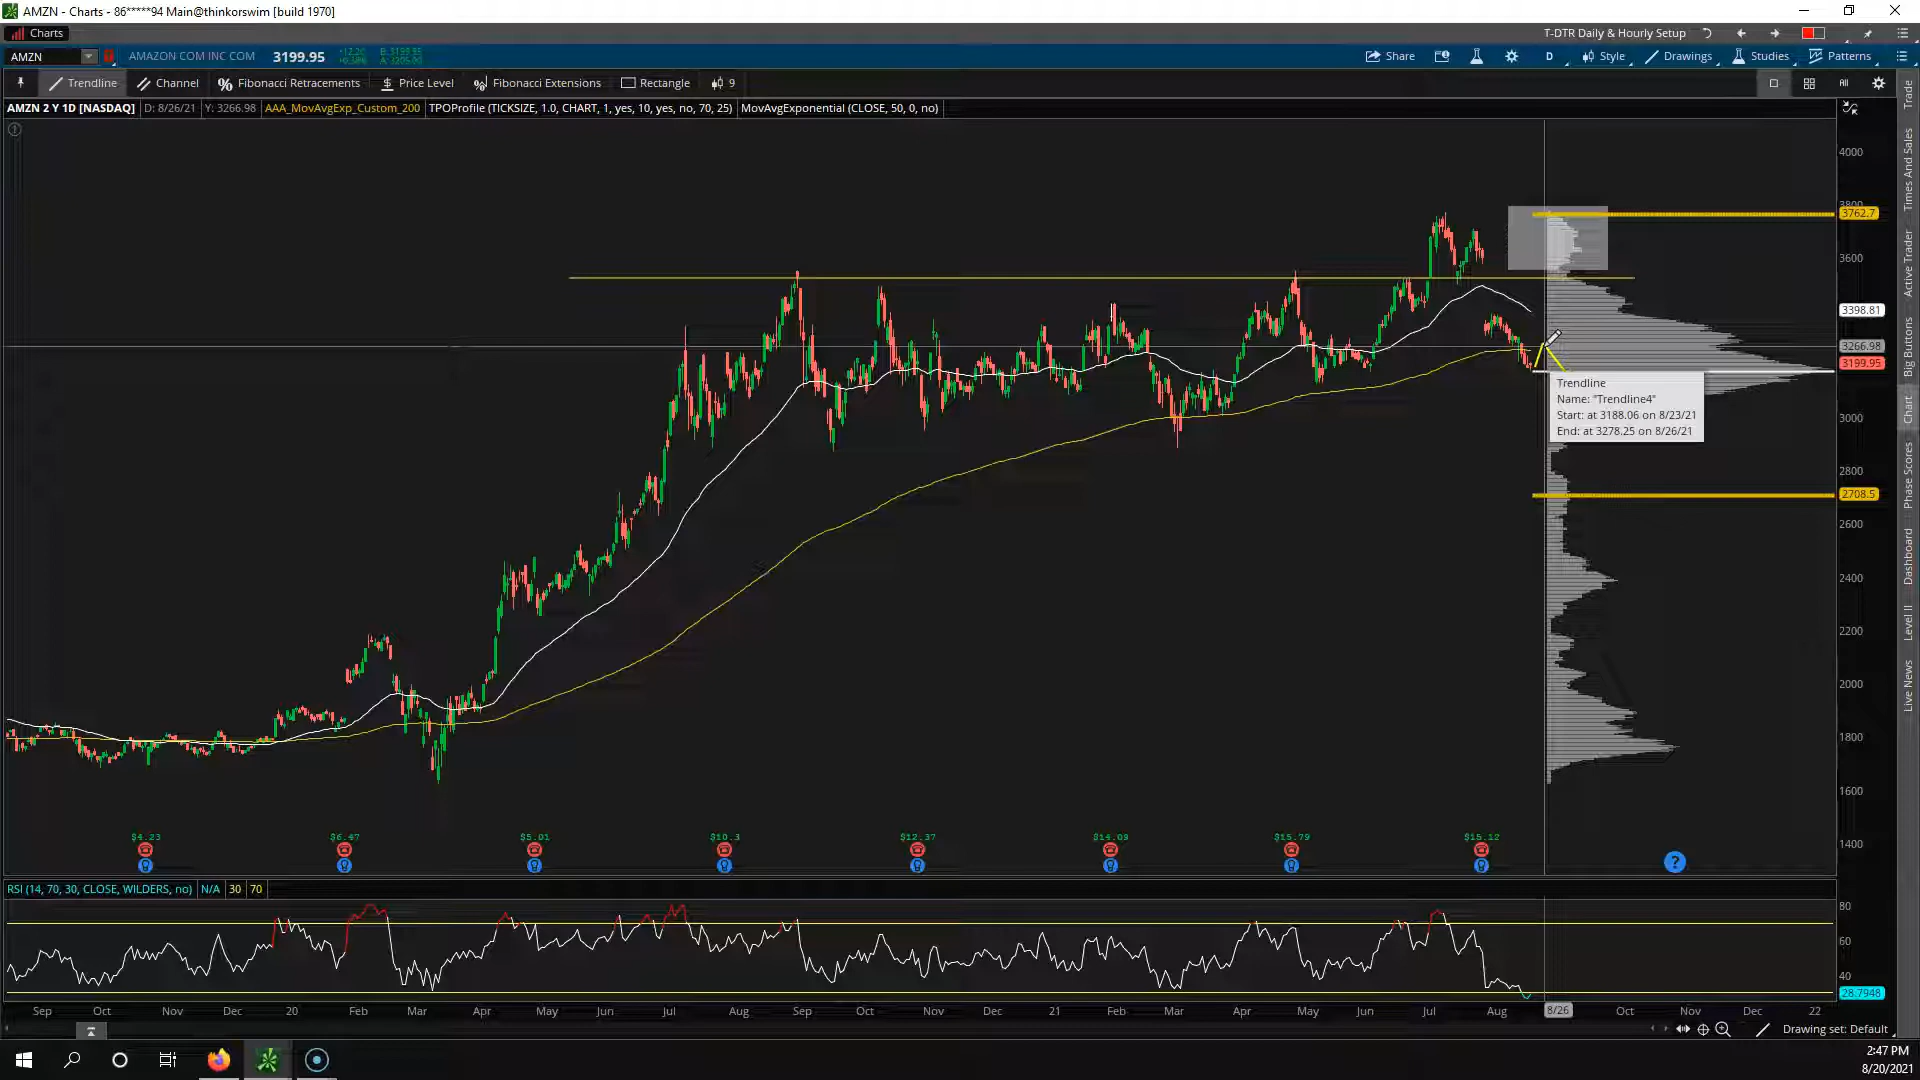 AMZN - Charts - 86*****94 Main@thinkorswim [build 1970]
Charts
T-DTR Daily & Hourly Setup
AMZN
AMAZON COM INC COM
3199.95
Share
D
Style
Drawings
Studies
Patterns
Trendline
Channel
Fibonacci Retracements
Price Level
Fibonacci Extensions
Rectangle
9
All
AMZN 2 Y 1D [NASDAQ]
D: 8/26/21
Y: 3266.98
AAA_MovAvgExp_Custom_200
TPOProfile (TICKSIZE, 1.0, CHART, 1, yes, 10, yes, no, 70, 25)
MovAvgExponential (CLOSE, 50, 0, no)
4000
3800
3762.7
3600
3398.81
3266.98
3199.95
3000
2800
2708.5
2600
2400
2200
2000
1800
1600
1400
Trendline
Name: "Trendline4"
Start: at 3188.06 on 8/23/21
End: at 3278.25 on 8/26/21
$4.23
$6.47
$5.01
$10.3
$12.37
$14.09
$15.79
$15.12
?
RSI (14, 70, 30, CLOSE, WILDERS, no)
N/A
30
70
80
60
40
28.7948
Sep
Oct
Nov
Dec
20
Feb
Mar
Apr
May
Jun
Jul
Aug
Sep
Oct
Nov
Dec
21
Feb
Mar
Apr
May
Jun
Jul
Aug
8/26
Oct
Nov
Dec
22
Drawing set: Default
Trade
Times And Sales
Active Trader
Big Buttons
Chart
Phase Scores
Dashboard
Level II
Live News
2:47 PM
8/20/2021